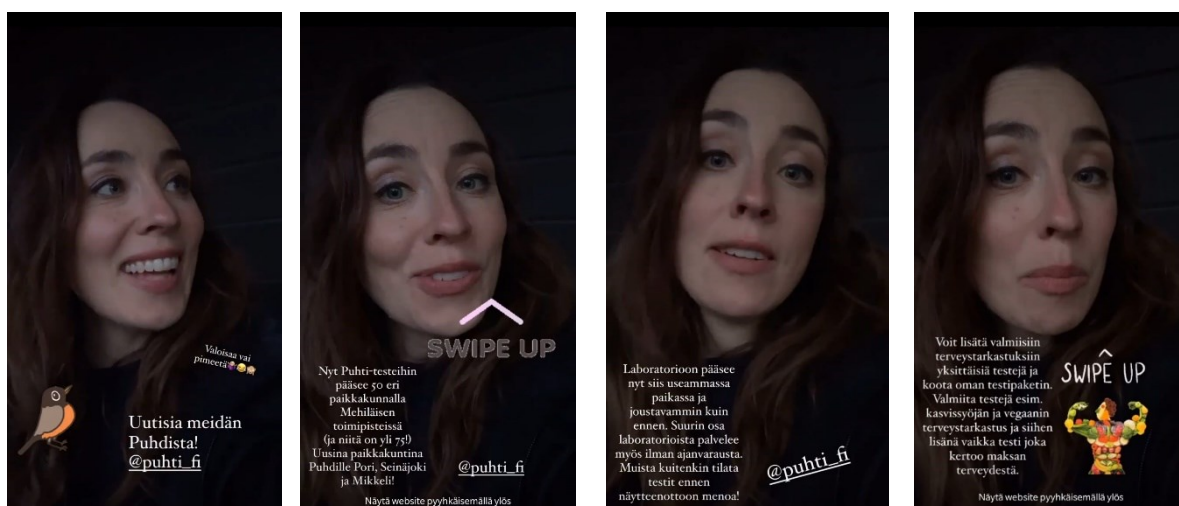 Valoisaa vai
pimeetä
Uutisia meidän
Puhdista!
@puhti_fi
SWIPE UP
Nyt Puhti-testeihin
pääsee 50 eri
paikkakunnalla
Mehiläisen
toimipisteissä
(ja niitä on yli 75!)
Uusina paikkakuntina
Puhdille Pori, Seinäjoki
ja Mikkeli!
@puhti_fi
Näytä website pyyhkäisemällä ylös
Laboratorioon pääsee
nyt siis useammassa
paikassa ja
joustavammin kuin
ennen. Suurin osa
laboratorioista palvelee
myös ilman ajanvarausta.
Muista kuitenkin tilata
testit ennen
näytteenottoon menoa!
@puhti_fi
Voit lisätä valmiisiin
terveystarkastuksiin
yksittäisiä testejä ja
koota oman testipaketin.
Valmiita testejä esim.
kasvissyöjän ja vegaanin
terveystarkastus ja siihen
lisänä vaikka testi joka
kertoo maksan
terveydestä.
SWIPE UP
Näytä website pyyhkäisemällä ylös